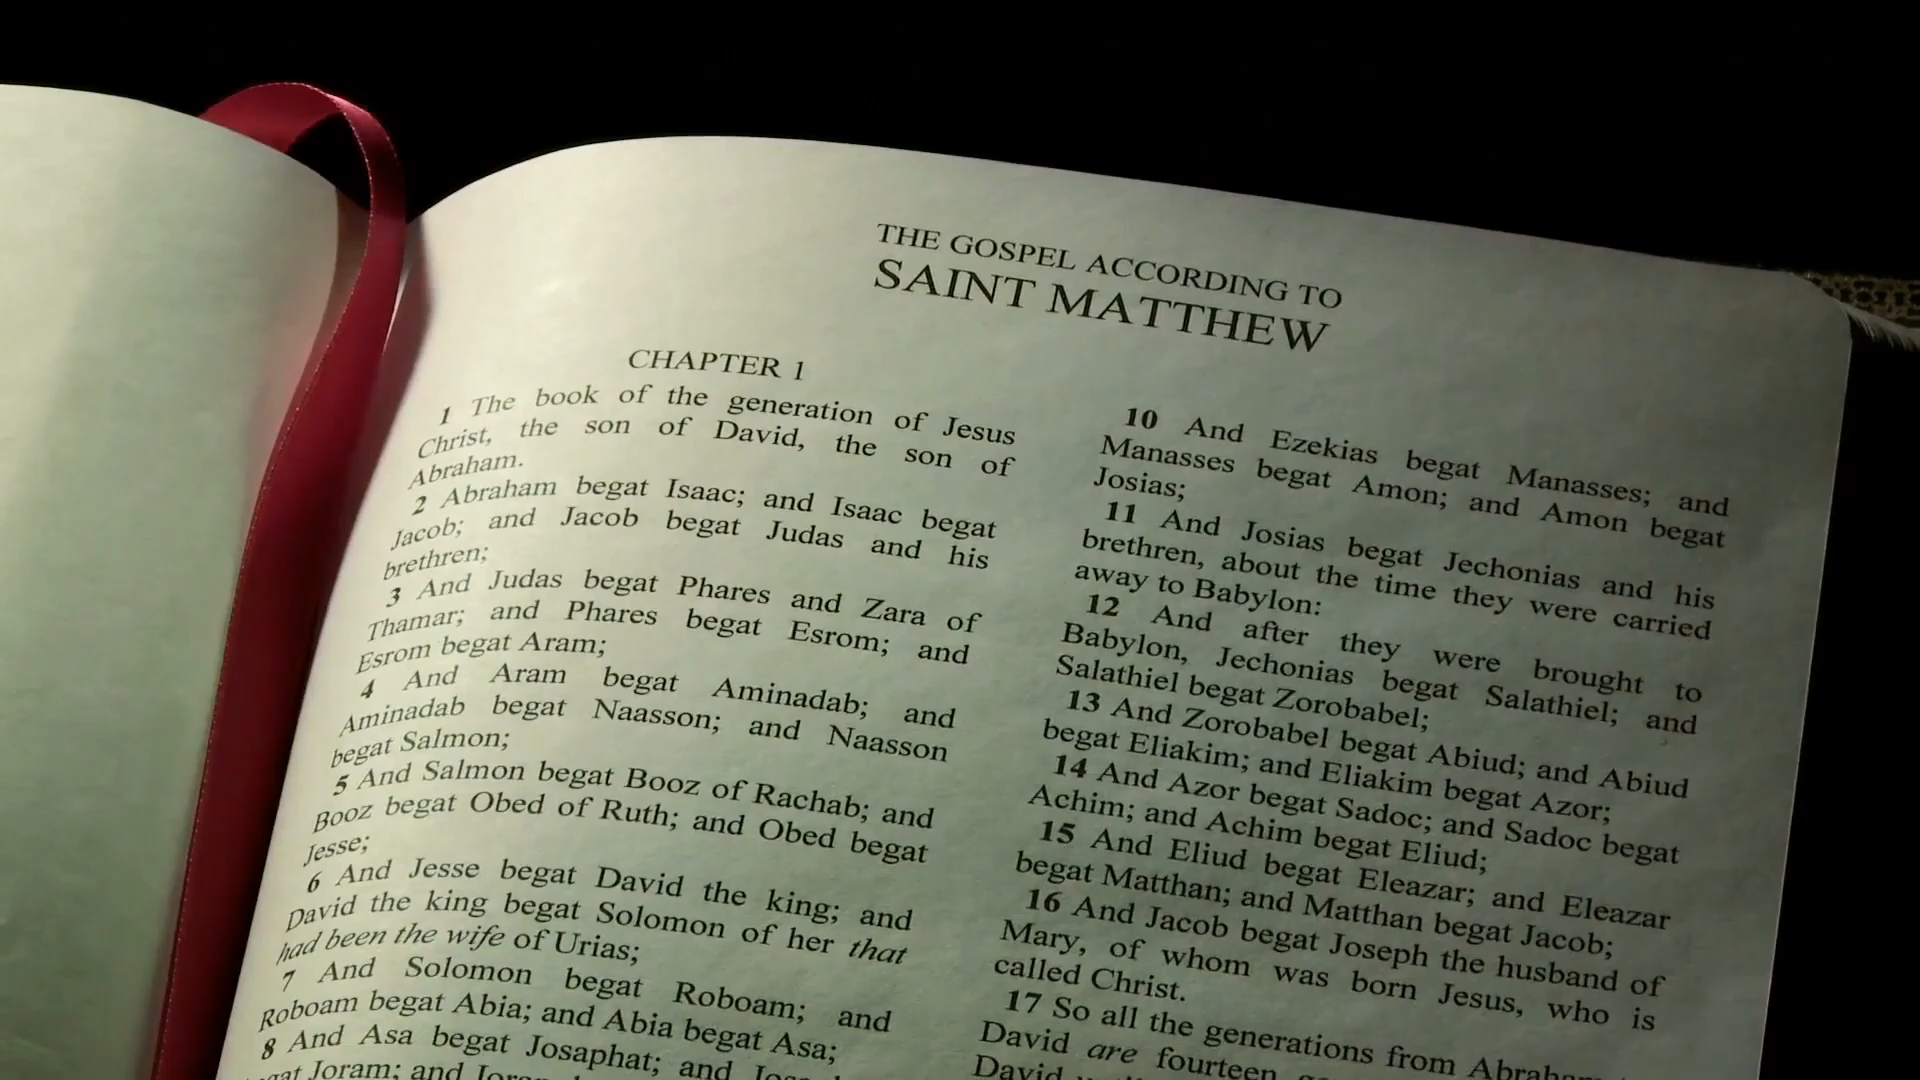 THE GOSPEL ACCORDING TO
SAINT MATTHEW
CHAPTER 1
1 The book of the generation of Jesus
Christ, the son of David, the son of
Abraham.
2 Abraham begat Isaac; and Isaac begat
Jacob; and Jacob begat Judas and his
brethren;
3 And Judas begat Phares and Zara of
Thamar; and Phares begat Esrom; and
Esrom begat Aram;
4 And Aram begat Aminadab; and
Aminadab begat Naasson; and Naasson
begat Salmon;
5 And Salmon begat Booz of Rachab; and
Booz begat Obed of Ruth; and Obed begat
Jesse;
6 And Jesse begat David the king; and
David the king begat Solomon of her that
had been the wife of Urias;
7 And Solomon begat Roboam; and
Roboam begat Abia; and Abia begat Asa;
8 And Asa begat Josaphat; and
Joram; and
10 And Ezekias begat Manasses; and
Manasses begat Amon; and Amon begat
Josias;
11 And Josias begat Jechonias and his
brethren, about the time they were carried
away to Babylon:
12 And after they were brought to
Babylon, Jechonias begat Salathiel; and
Salathiel begat Zorobabel;
13 And Zorobabel begat Abiud; and Abiud
begat Eliakim; and Eliakim begat Azor;
14 And Azor begat Sadoc; and Sadoc begat
Achim; and Achim begat Eliud;
15 And Eliud begat Eleazar; and Eleazar
begat Matthan; and Matthan begat Jacob;
16 And Jacob begat Joseph the husband of
Mary, of whom was born Jesus, who is
called Christ.
17 So all the generations from Abraham
David are fourteen
David